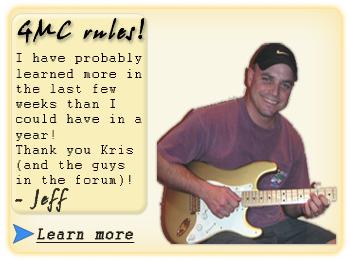 GMC rules!
I have probably
learned more in
the last few
weeks than I
could have in a
year!
Thank you Kris
(and the guys
in the forum)!
- Jeff
Learn more